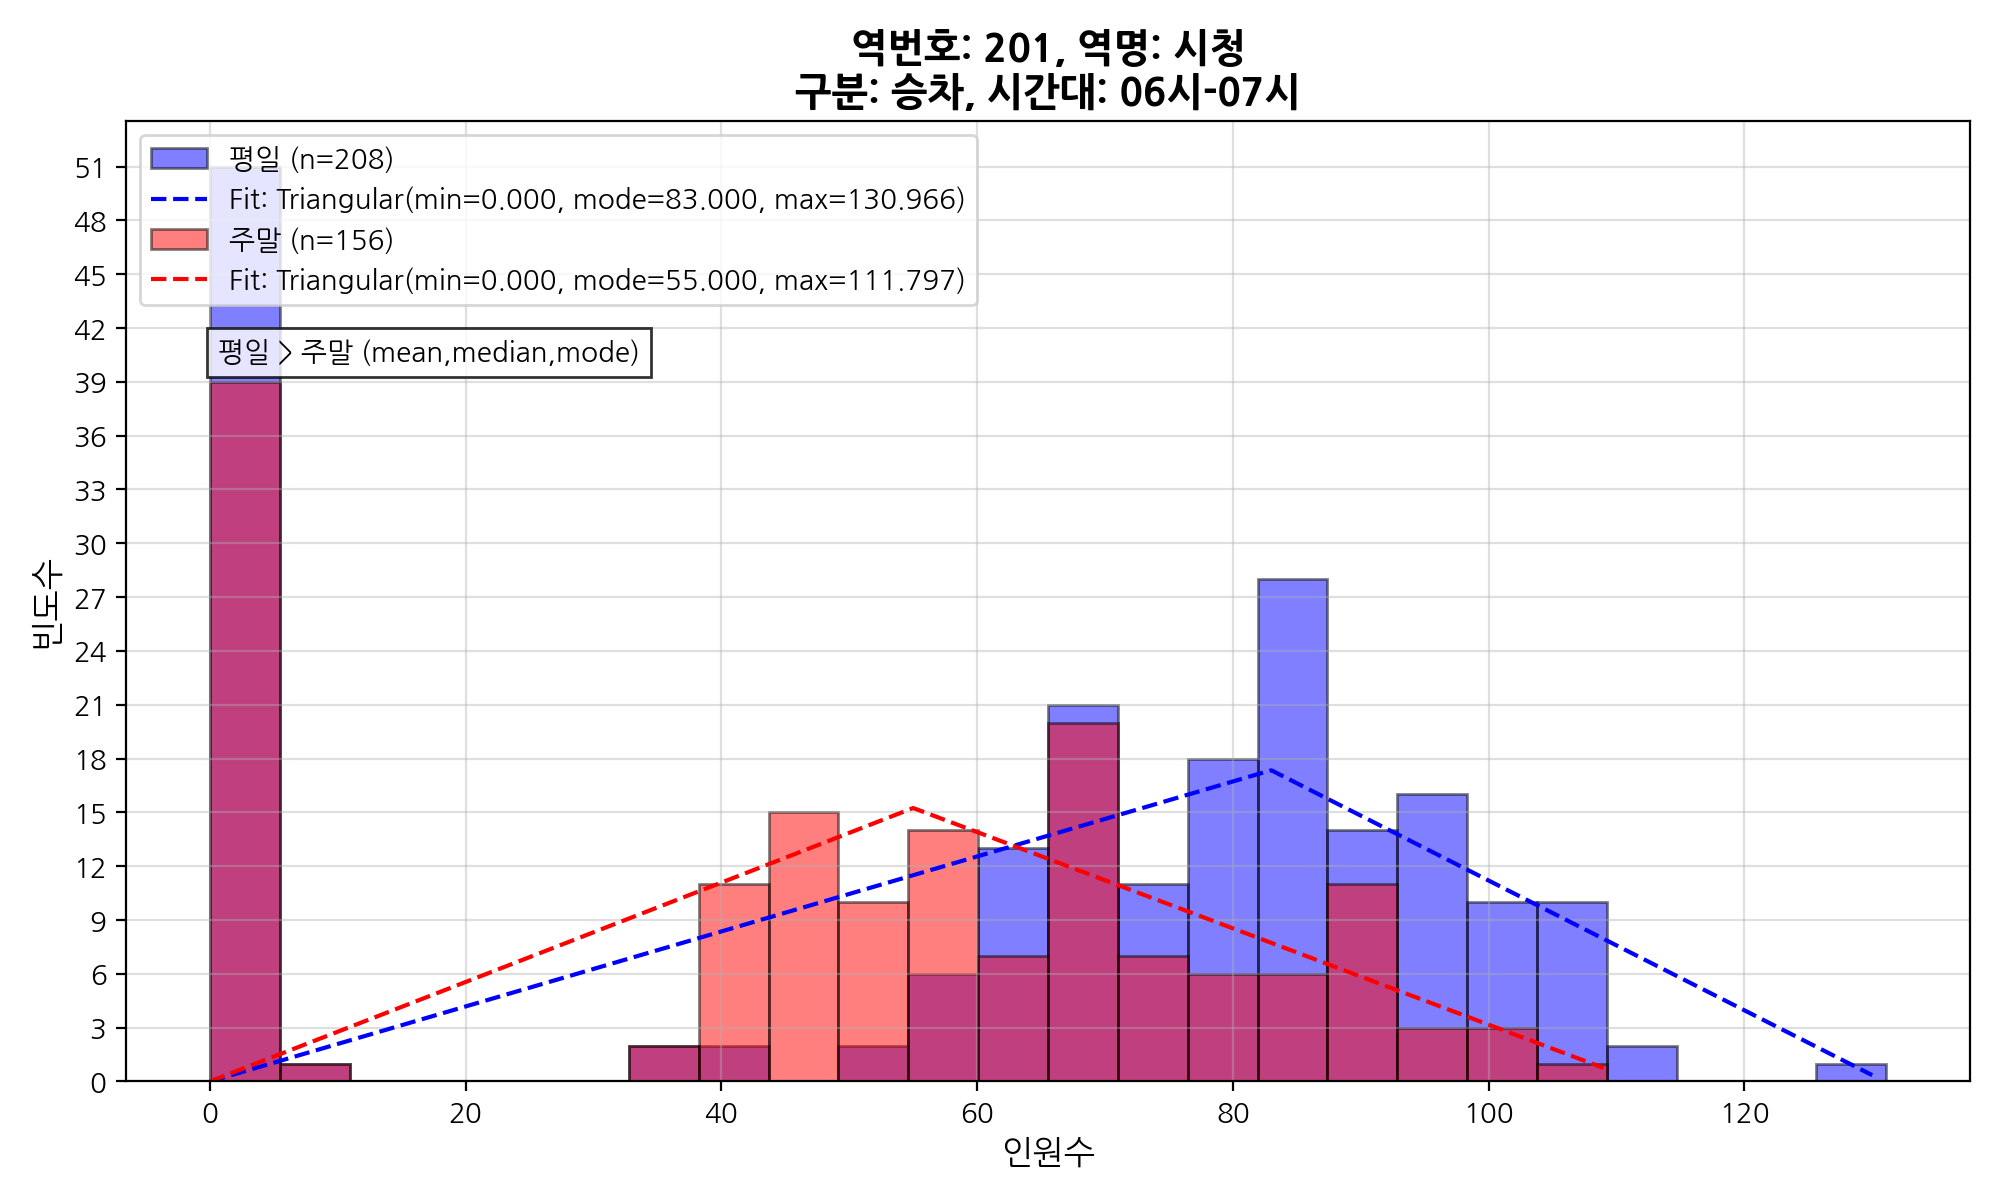 역번호: 201, 역명: 시청
구분: 승차, 시간대: 06시-07시
평일 (n=208)
Fit: Triangular(min=0.000, mode=83.000, max=130.966)
주말 (n=156)
Fit: Triangular(min=0.000, mode=55.000, max=111.797)
평일 > 주말 (mean,median,mode)
51
48
45
42
39
36
33
30
27
24
21
18
15
12
9
6
3
0
빈도수
0 20 40 60 80 100 120
인원수